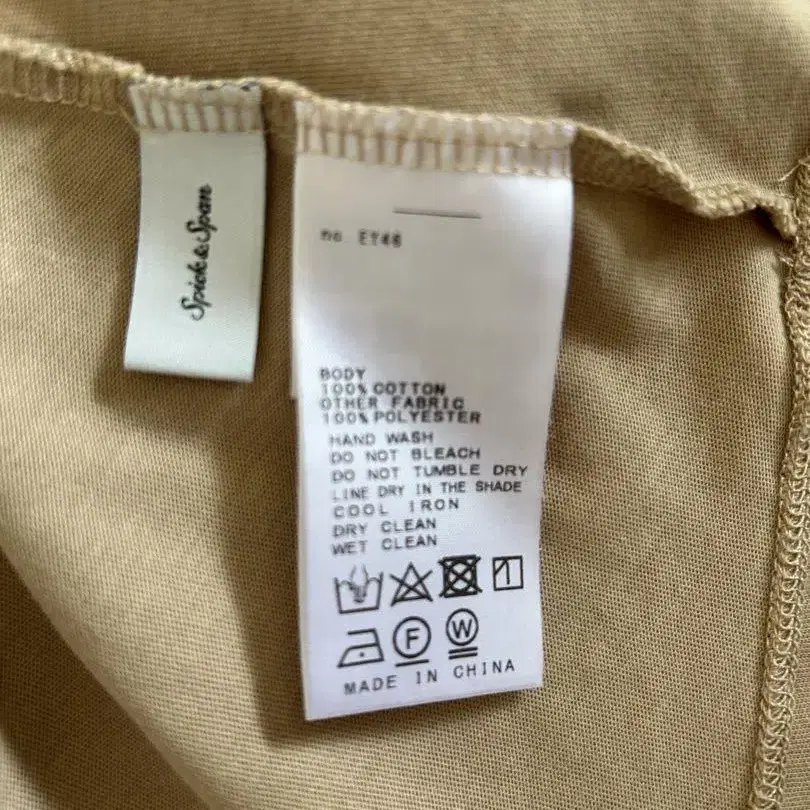 Spick & Span
no EY46
BODY
100% COTTON
OTHER FABRIC
100% POLYESTER
HAND WASH
DO NOT BLEACH
DO NOT TUMBLE DRY
LINE DRY IN THE SHADE
COOL IRON
DRY CLEAN
WET CLEAN
F W
MADE IN CHINA